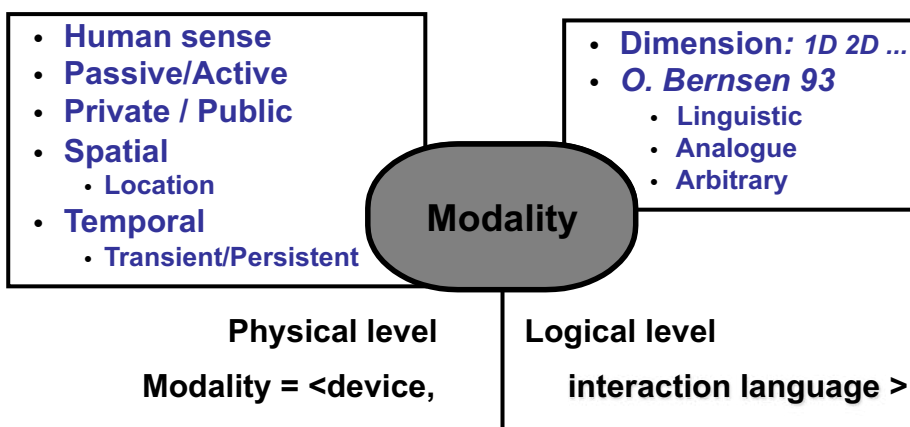 • Human sense
• Passive/Active
• Private / Public
• Spatial
• Location
• Temporal
• Transient/Persistent
• Dimension: 1D 2D ...
• O. Bernsen 93
• Linguistic
• Analogue
• Arbitrary
Modality
Physical level
Logical level
Modality = <device,
interaction language >